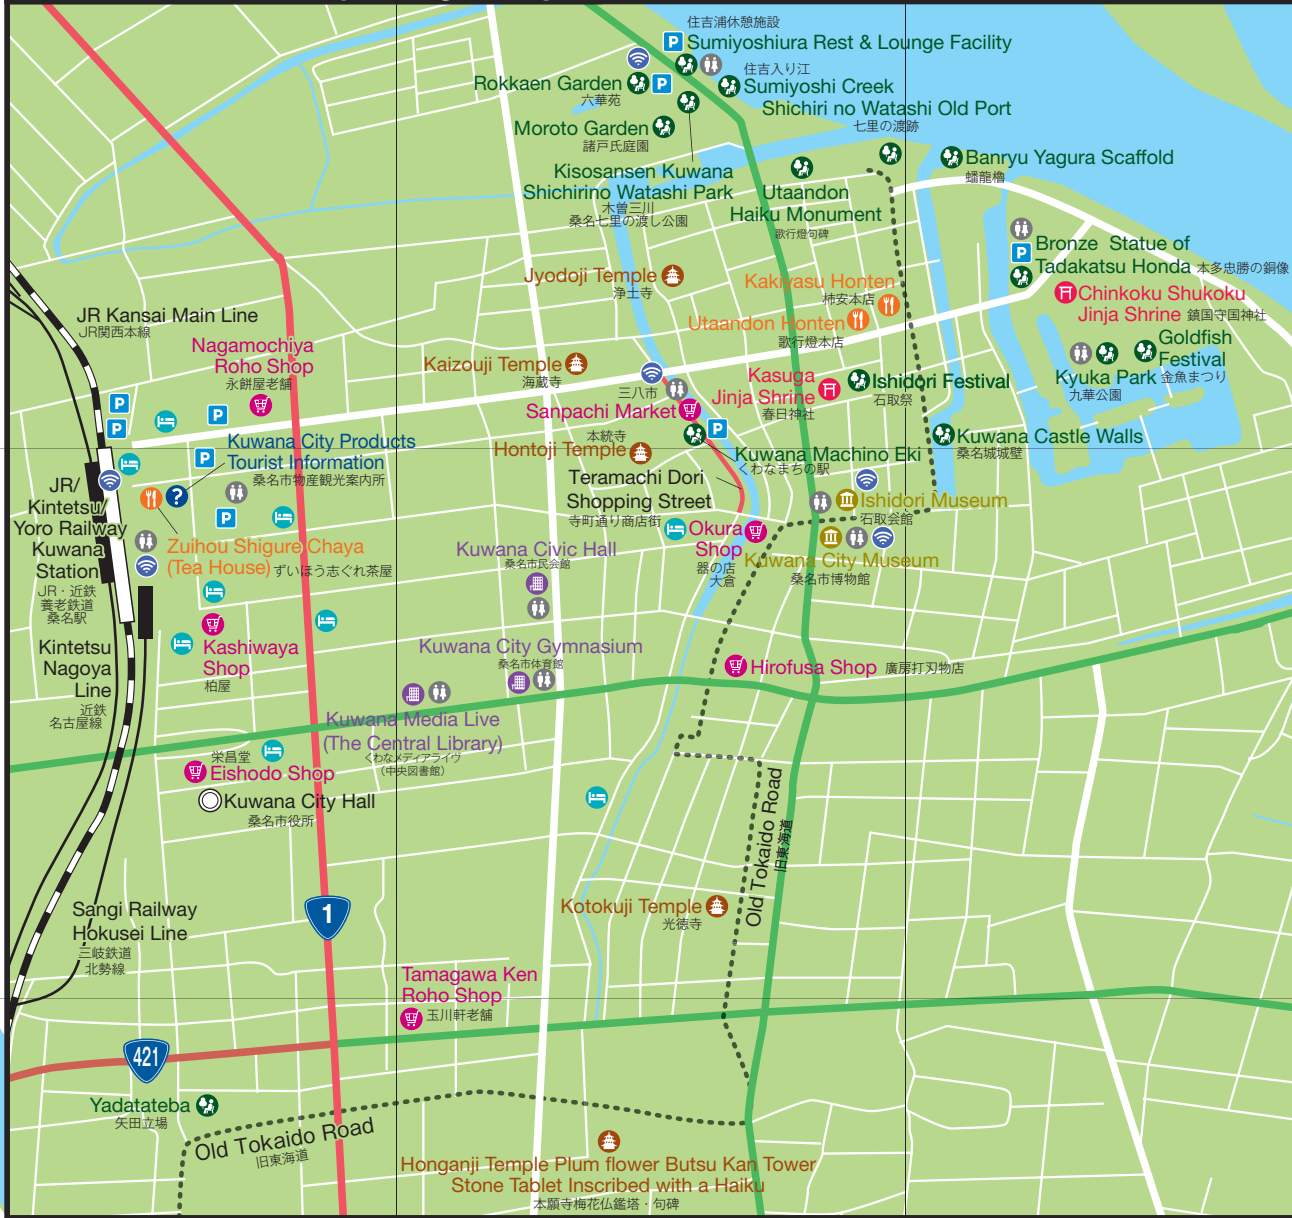 住吉浦休憩施設
Sumiyoshiura Rest & Lounge Facility
Rokkaen Garden
六華苑
住吉入り江
Sumiyoshi Creek
Shichiri no Watashi Old Port
七里の渡跡
Moroto Garden
諸戸氏庭園
Kisosansen Kuwana
Shichirino Watashi Park
木曽三川
桑名七里の渡し公園
Utaandon
Haiku Monument
歌行燈句碑
Banryu Yagura Scaffold
蟠龍櫓
Bronze Statue of
Tadakatsu Honda 本多忠勝の銅像
Chinkoku Shukoku
Jinja Shrine 鎮国守国神社
Goldfish
Festival
金魚まつり
Kyuka Park
九華公園
Jyodoji Temple
浄土寺
Kakiyasu Honten
柿安本店
Utaandon Honten
歌行燈本店
JR Kansai Main Line
JR関西本線
Nagamochiya
Roho Shop
永餅屋老舗
Kaizouji Temple
海蔵寺
三八市
Sanpachi Market
Kasuga
Jinja Shrine
春日神社
Ishidori Festival
石取祭
Kuwana Castle Walls
桑名城城壁
本統寺
Hontoji Temple
Kuwana Machino Eki
くわなまちの駅
Kuwana City Products
Tourist Information
桑名市物産観光案内所
Teramachi Dori
Shopping Street
寺町通り商店街
Ishidori Museum
石取会館
JR/
Kintetsu/
Yoro Railway
Kuwana
Station
JR・近鉄
養老鉄道
桑名駅
Zuihou Shigure Chaya
(Tea House) ずいほう志ぐれ茶屋
Kuwana Civic Hall
桑名市民会館
Okura
Shop
器の店
大倉
Kuwana City Museum
桑名市博物館
Kintetsu
Nagoya
Line
近鉄
名古屋線
Kashiwaya
Shop
柏屋
Kuwana City Gymnasium
桑名市体育館
Hirofusa Shop 廣房打刃物店
Kuwana Media Live
(The Central Library)
くわなメディアライヴ
（中央図書館）
栄昌堂
Eishodo Shop
Kuwana City Hall
桑名市役所
Old Tokaido Road
旧東海道
Sangi Railway
Hokusei Line
三岐鉄道
北勢線
1
Kotokuji Temple
光徳寺
Tamagawa Ken
Roho Shop
玉川軒老舗
421
Yadatateba
矢田立場
Old Tokaido Road
旧東海道
Honganji Temple Plum flower Butsu Kan Tower
Stone Tablet Inscribed with a Haiku
本願寺梅花仏鑑塔・句碑